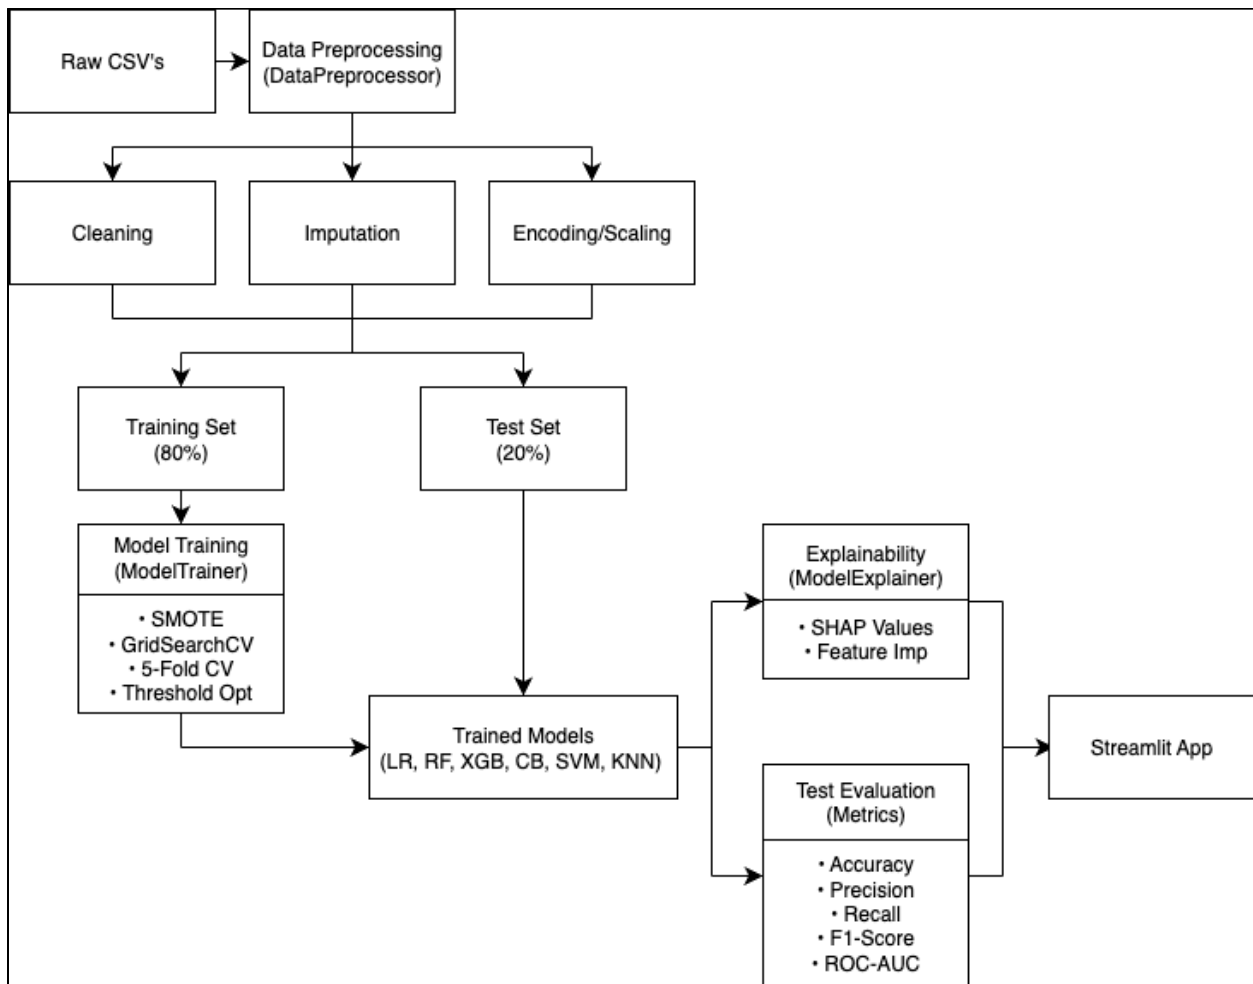 Raw CSV's
Data Preprocessing
(DataPreprocessor)
Cleaning
Imputation
Encoding/Scaling
Training Set
(80%)
Test Set
(20%)
Model Training
(ModelTrainer)
• SMOTE
• GridSearchCV
• 5-Fold CV
• Threshold Opt
Trained Models
(LR, RF, XGB, CB, SVM, KNN)
Explainability
(ModelExplainer)
• SHAP Values
• Feature Imp
Test Evaluation
(Metrics)
• Accuracy
• Precision
• Recall
• F1-Score
• ROC-AUC
Streamlit App